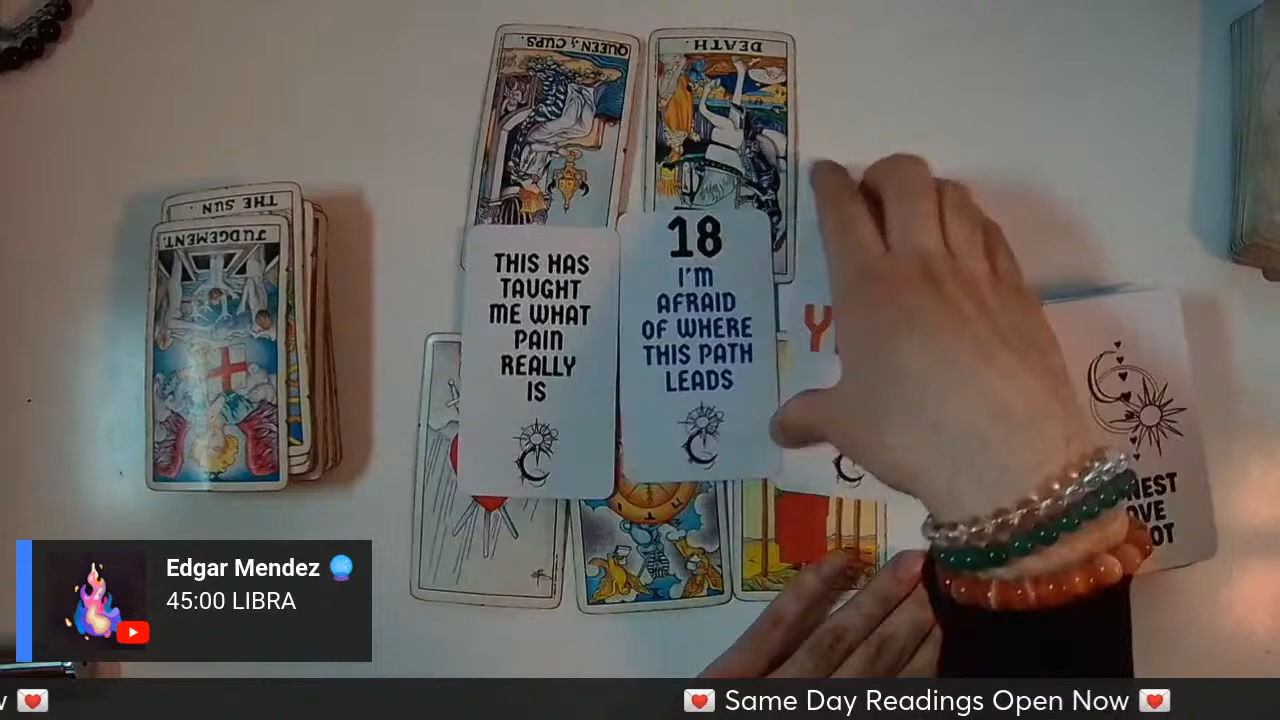 QUEEN of CUPS.
DEATH.
THE SUN.
JUDGEMENT.
THIS HAS
TAUGHT
ME WHAT
PAIN
REALLY
IS
18
I'M
AFRAID
OF WHERE
THIS PATH
LEADS
Edgar Mendez 🔮
45:00 LIBRA
💌 Same Day Readings Open Now 💌